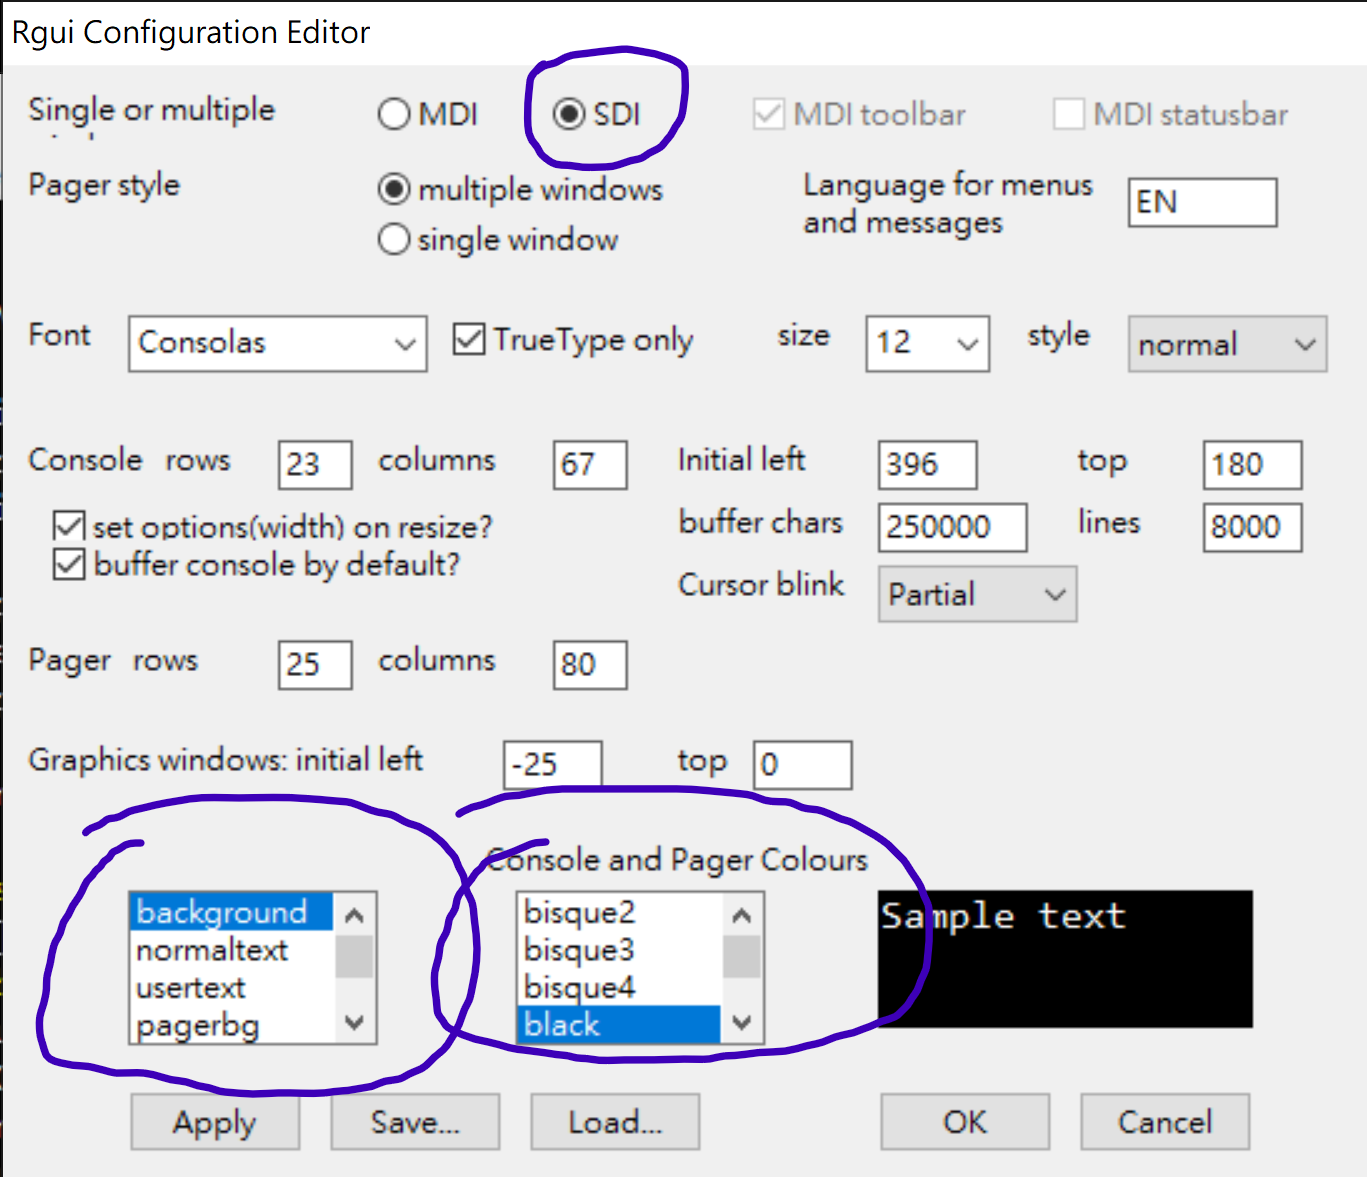 Rgui Configuration Editor
Single or multiple MDI SDI MDI toolbar MDI statusbar
Pager style multiple windows Language for menus and messages EN
single window
Font Consolas TrueType only size 12 style normal
Console rows 23 columns 67 Initial left 396 top 180
set options(width) on resize? buffer chars 250000 lines 8000
buffer console by default?
Cursor blink Partial
Pager rows 25 columns 80
Graphics windows: initial left -25 top 0
Console and Pager Colours
background bisque2 Sample text
normaltext bisque3
usertext bisque4
pagerbg black
Apply Save... Load... OK Cancel